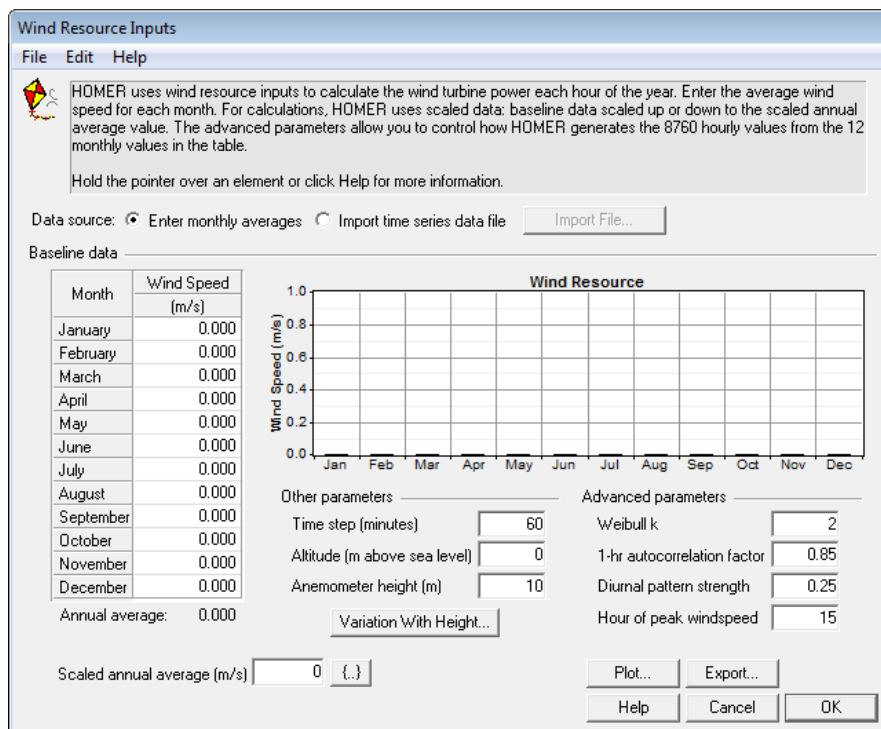 Wind Resource Inputs
File Edit Help
HOMER uses wind resource inputs to calculate the wind turbine power each hour of the year. Enter the average wind
speed for each month. For calculations, HOMER uses scaled data: baseline data scaled up or down to the scaled annual
average value. The advanced parameters allow you to control how HOMER generates the 8760 hourly values from the 12
monthly values in the table.
Hold the pointer over an element or click Help for more information.
Data source: Enter monthly averages Import time series data file Import File...
Baseline data
Month Wind Speed
(m/s)
January 0.000
February 0.000
March 0.000
April 0.000
May 0.000
June 0.000
July 0.000
August 0.000
September 0.000
October 0.000
November 0.000
December 0.000
Annual average: 0.000
Wind Resource
Wind Speed (m/s)
1.0
0.8
0.6
0.4
0.2
0.0
Jan Feb Mar Apr May Jun Jul Aug Sep Oct Nov Dec
Other parameters
Time step (minutes) 60
Altitude (m above sea level) 0
Anemometer height (m) 10
Variation With Height...
Advanced parameters
Weibull k 2
1-hr autocorrelation factor 0.85
Diurnal pattern strength 0.25
Hour of peak windspeed 15
Scaled annual average (m/s) 0 {..}
Plot... Export...
Help Cancel OK